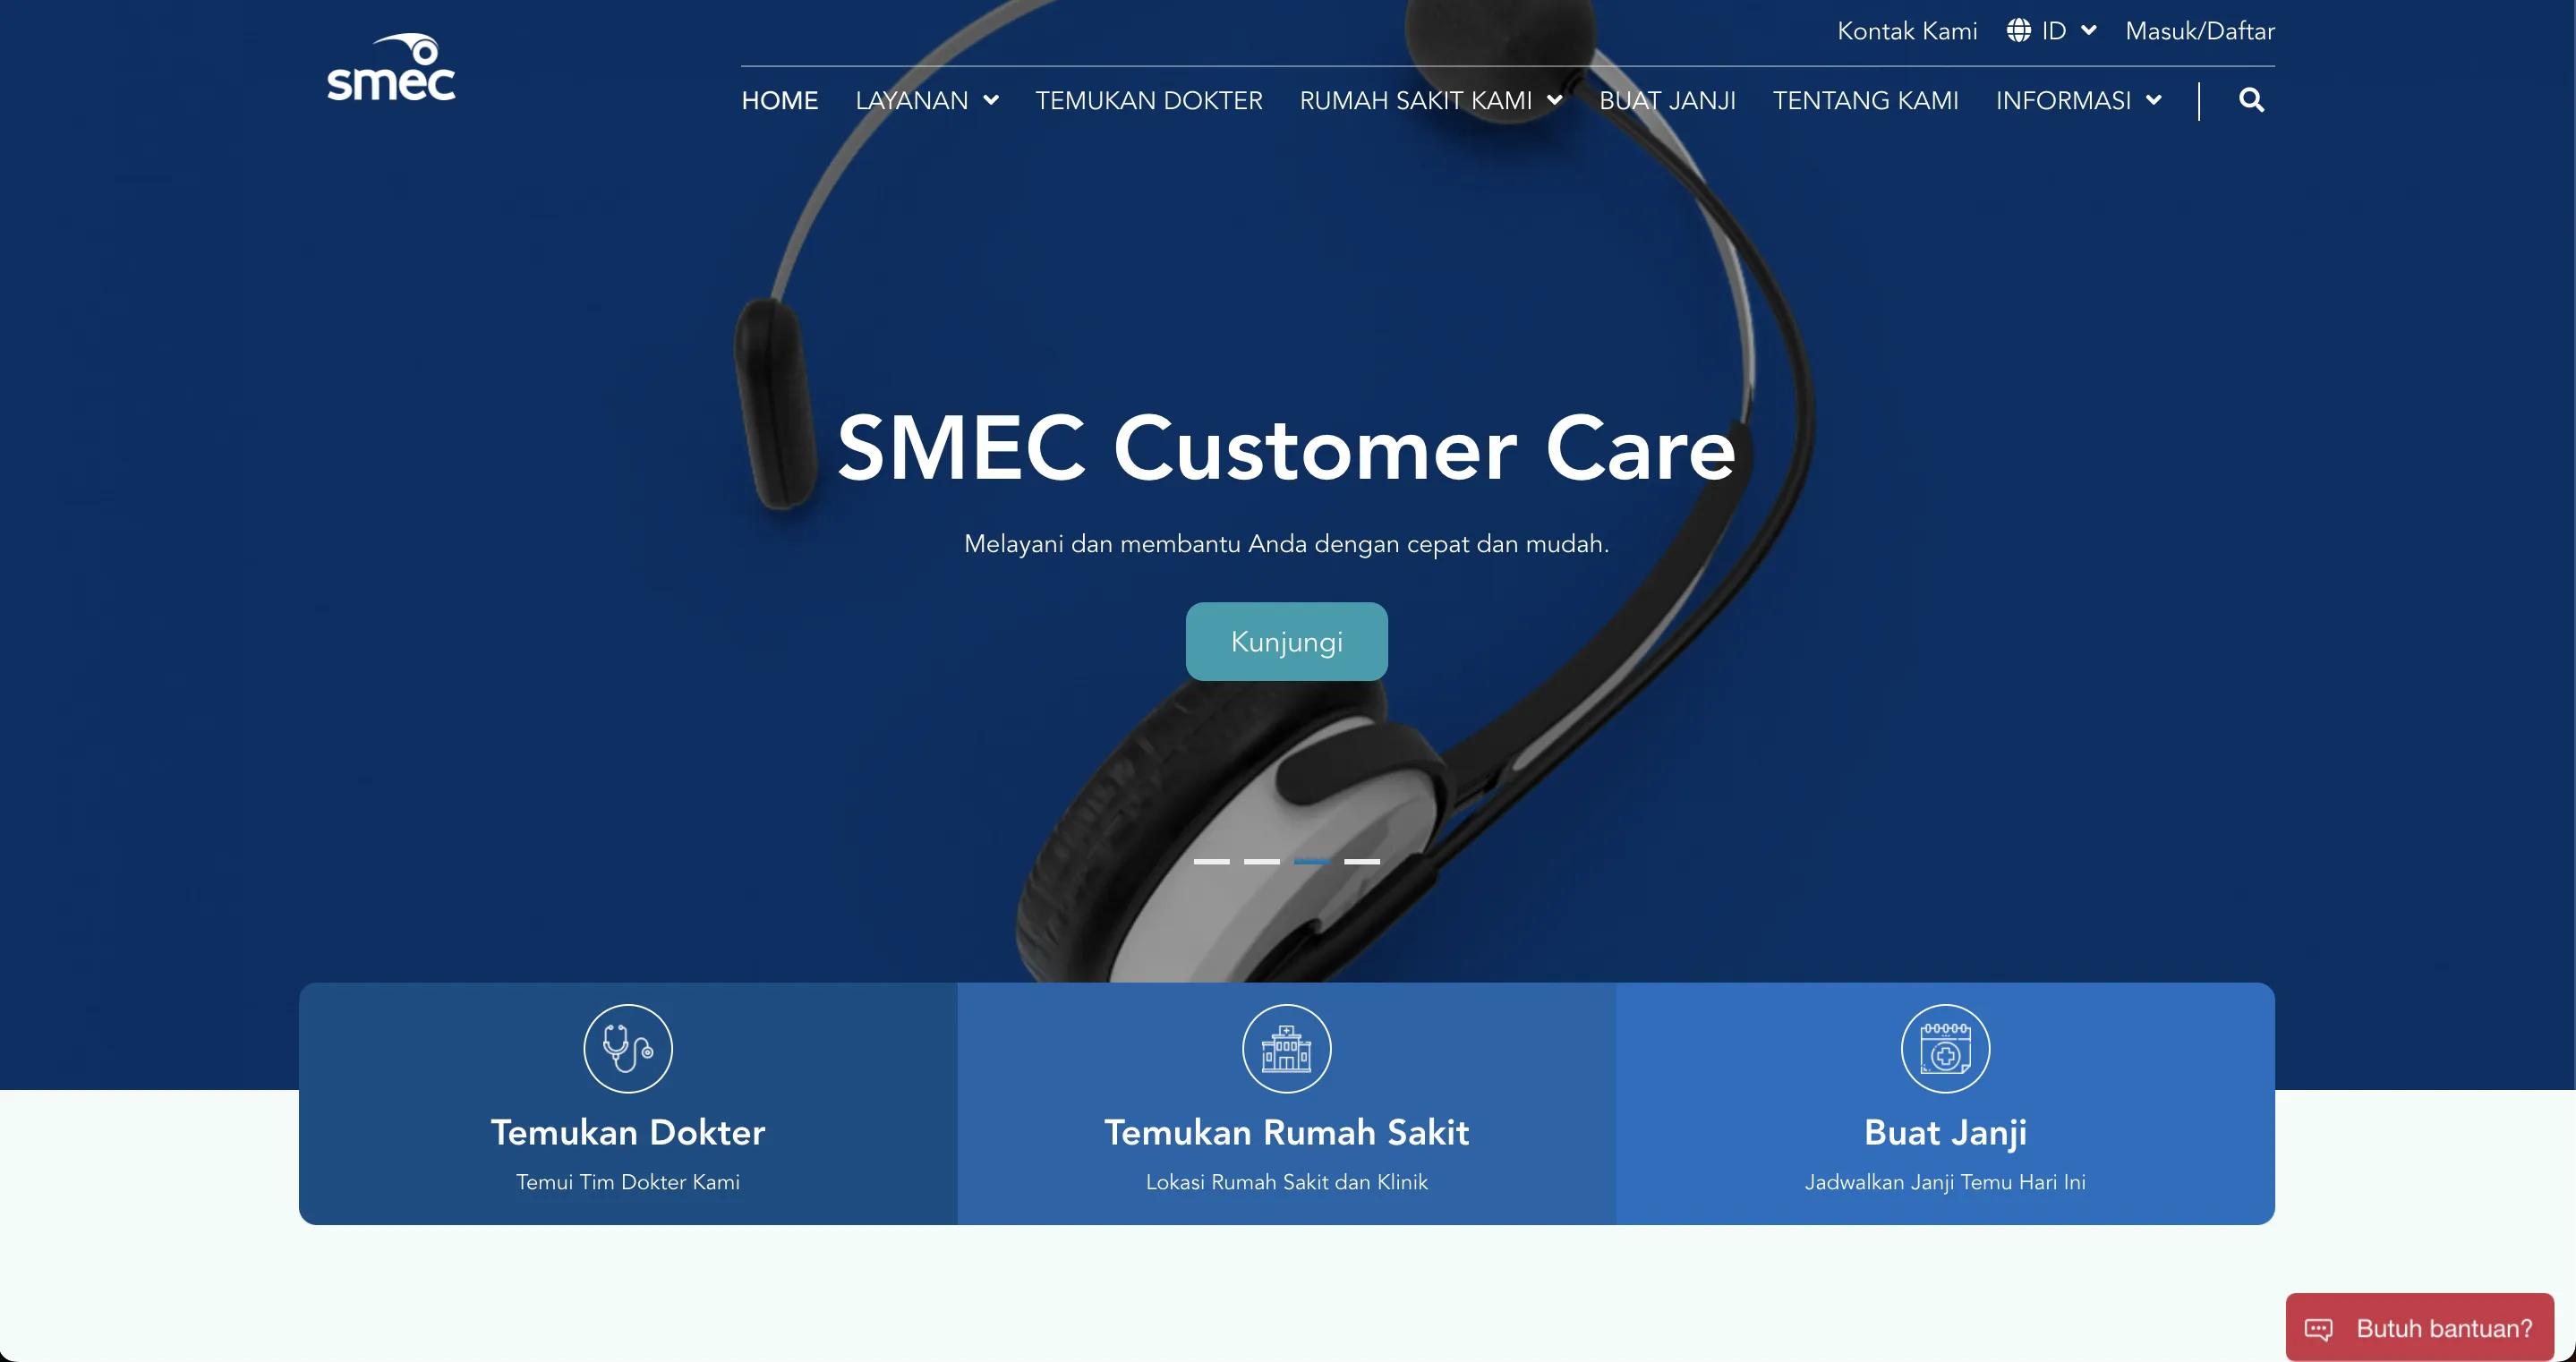 Kontak Kami ID Masuk/Daftar
smec
HOME LAYANAN TEMUKAN DOKTER RUMAH SAKIT KAMI BUAT JANJI TENTANG KAMI INFORMASI
SMEC Customer Care
Melayani dan membantu Anda dengan cepat dan mudah.
Kunjungi
Temukan Dokter
Temui Tim Dokter Kami
Temukan Rumah Sakit
Lokasi Rumah Sakit dan Klinik
Buat Janji
Jadwalkan Janji Temu Hari Ini
Butuh bantuan?